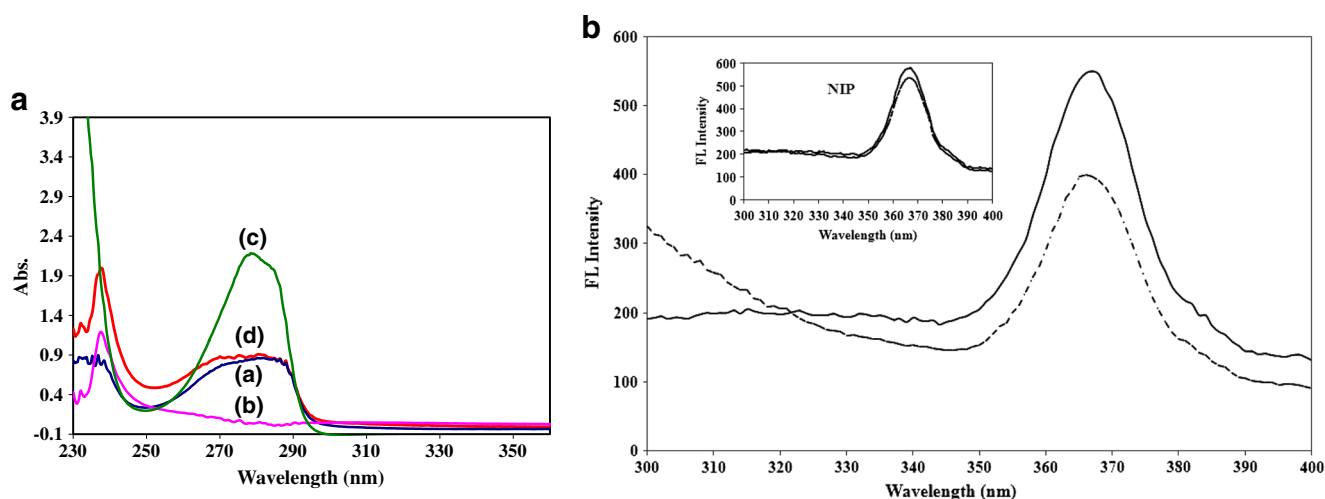 a
Abs.
3.9
3.4
2.9
2.4
1.9
1.4
0.9
0.4
-0.1
(c)
(d)
(a)
(b)
230 250 270 290 310 330 350
Wavelength (nm)
b
FL Intensity
600
500
400
300
200
100
0
300 310 320 330 340 350 360 370 380 390 400
Wavelength (nm)
NIP
FL Intensity
600
500
400
300
200
100
0
300 310 320 330 340 350 360 370 380 390 400
Wavelength (nm)